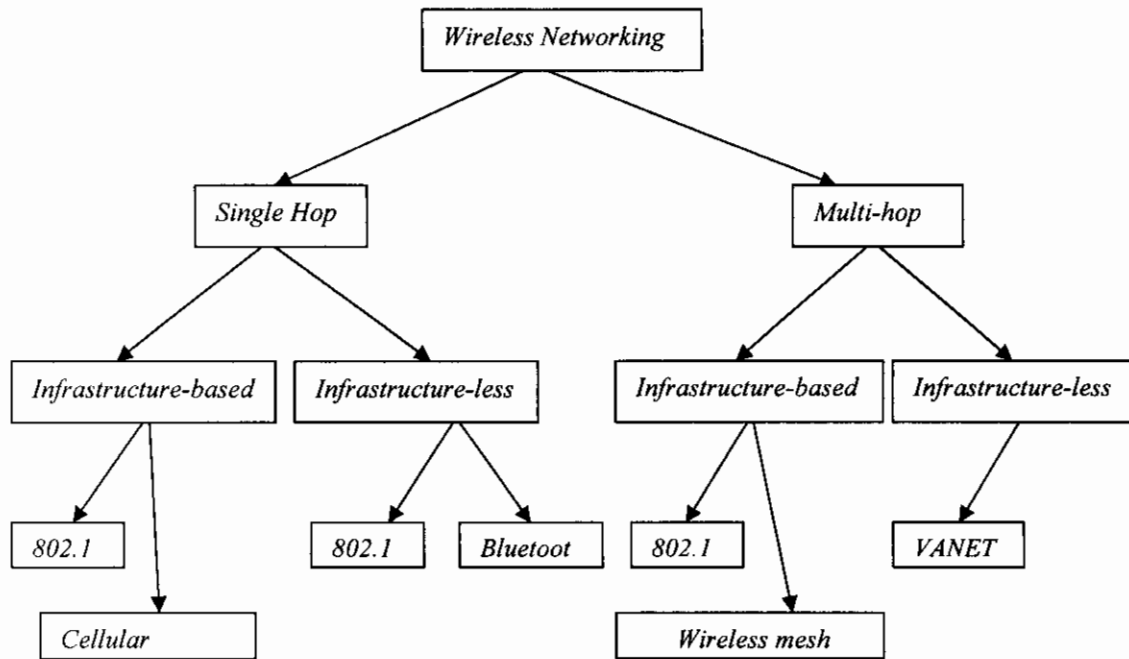 Wireless Networking
Single Hop
Multi-hop
Infrastructure-based
Infrastructure-less
Infrastructure-based
Infrastructure-less
802.1
802.1
Bluetoot
802.1
VANET
Cellular
Wireless mesh